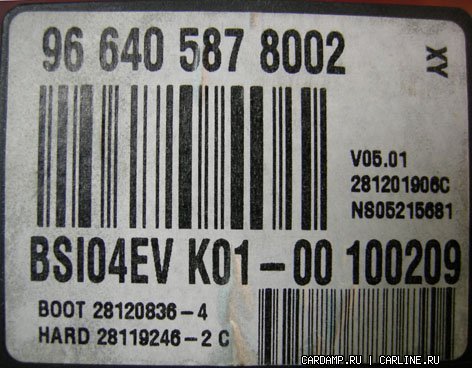 96 640 587 8002
XY
V05.01
281201906C
NS05215681
BSI04EV K01-00 100209
BOOT 28120836-4
HARD 28119246-2 C
CARDAMP.RU | CARLINE.RU